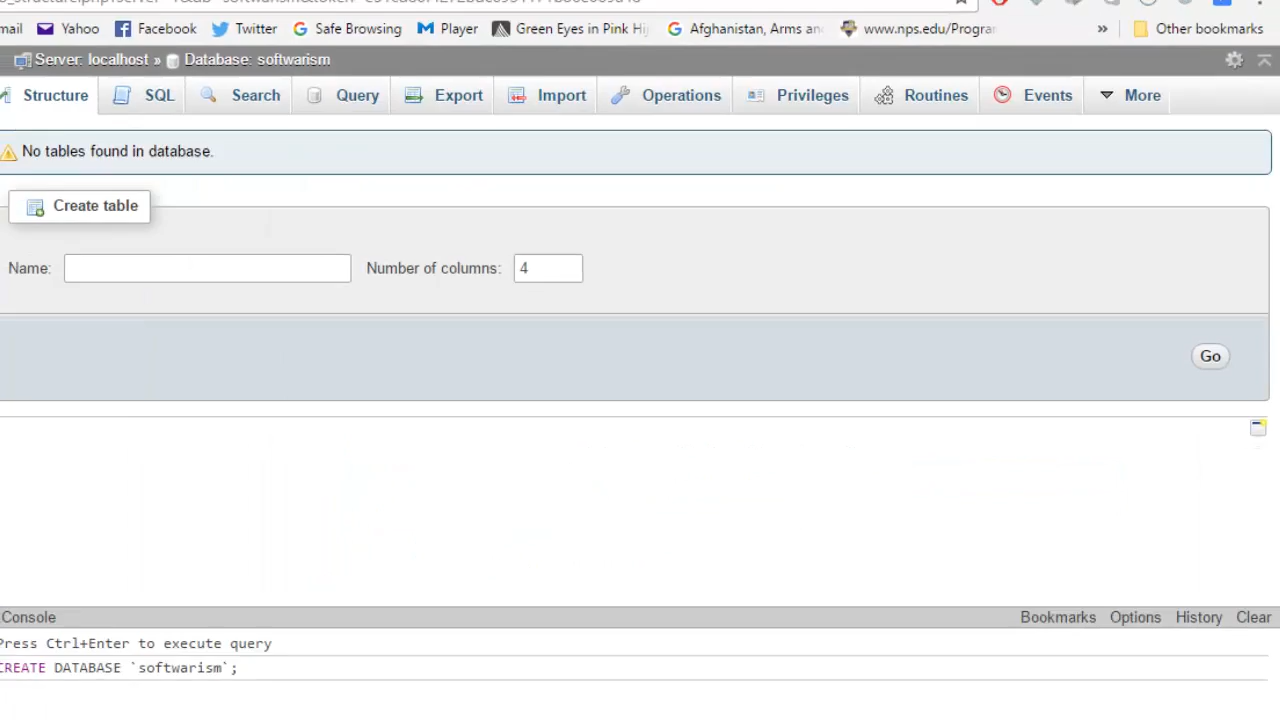 mail Yahoo Facebook Twitter Safe Browsing Player Green Eyes in Pink Hij Afghanistan, Arms an www.nps.edu/Progra » Other bookmarks
Server: localhost » Database: softwarism
Structure SQL Search Query Export Import Operations Privileges Routines Events More
No tables found in database.
Create table
Name: Number of columns: 4
Go
Console Bookmarks Options History Clear
Press Ctrl+Enter to execute query
CREATE DATABASE `softwarism`;